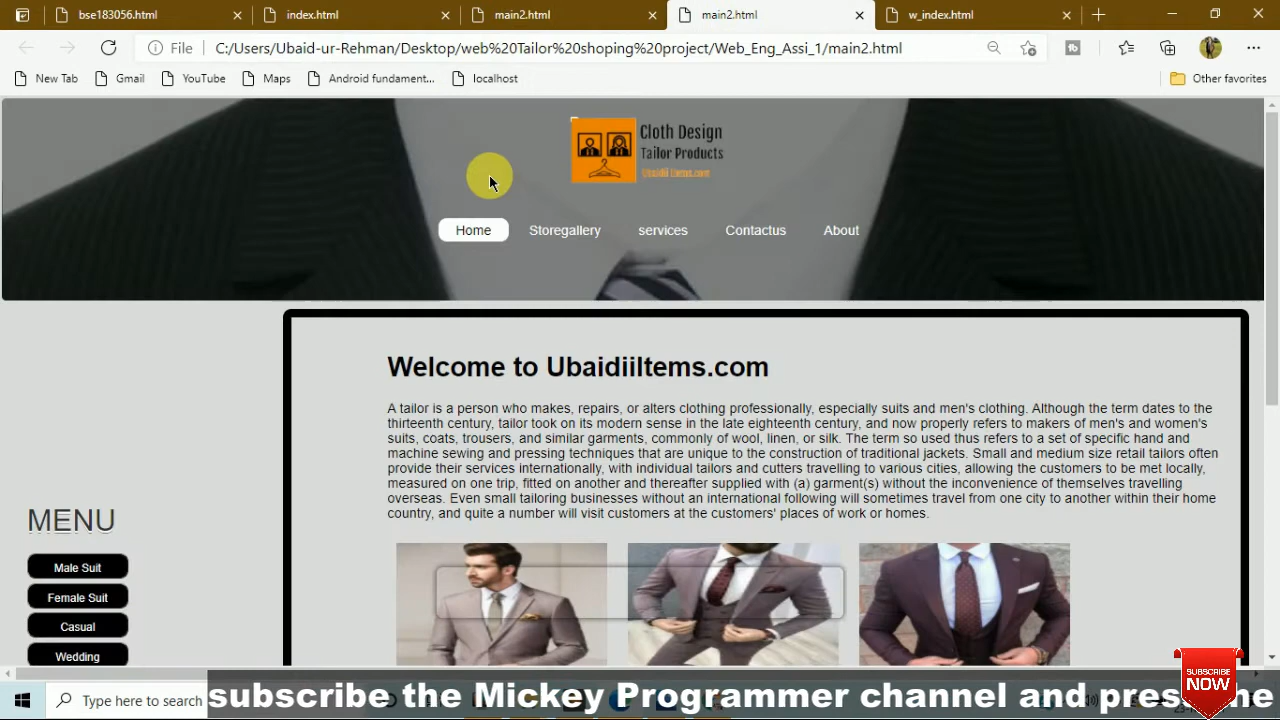 bse183056.html
index.html
main2.html
main2.html
w_index.html
File
C:/Users/Ubaid-ur-Rehman/Desktop/web%20Tailor%20shoping%20project/Web_Eng_Assi_1/main2.html
New Tab
Gmail
YouTube
Maps
Android fundament...
localhost
Other favorites
Cloth Design
Tailor Products
Ubaidii Items.com
Home
Storegallery
services
Contactus
About
Welcome to UbaidiiItems.com
A tailor is a person who makes, repairs, or alters clothing professionally, especially suits and men's clothing. Although the term dates to the
thirteenth century, tailor took on its modern sense in the late eighteenth century, and now properly refers to makers of men's and women's
suits, coats, trousers, and similar garments, commonly of wool, linen, or silk. The term so used thus refers to a set of specific hand and
machine sewing and pressing techniques that are unique to the construction of traditional jackets. Small and medium size retail tailors often
provide their services internationally, with individual tailors and cutters travelling to various cities, allowing the customers to be met locally,
measured on one trip, fitted on another and thereafter supplied with (a) garment(s) without the inconvenience of themselves travelling
overseas. Even small tailoring businesses without an international following will sometimes travel from one city to another within their home
country, and quite a number will visit customers at the customers' places of work or homes.
MENU
Male Suit
Female Suit
Casual
Wedding
Type here to search
subscribe the Mickey Programmer channel and press the
SUBSCRIBE
NOW